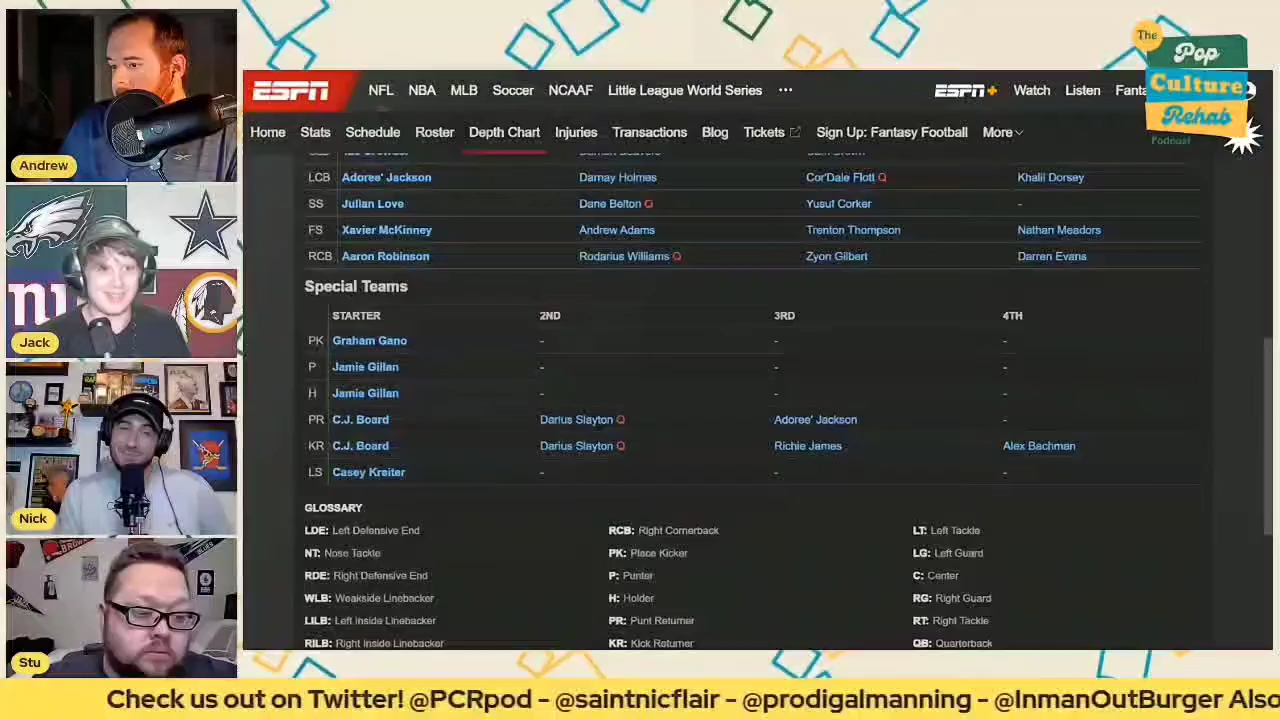 The
Pop
Culture
Rehab
Podcast
ESPN NFL NBA MLB Soccer NCAAF Little League World Series ••• ESPN+ Watch Listen
Home Stats Schedule Roster Depth Chart Injuries Transactions Blog Tickets Sign Up: Fantasy Football More
LCB Adoree' Jackson Darnay Holmes Cor'Dale Flott Q Khalil Dorsey
SS Julian Love Dane Belton Q Yusuf Corker -
FS Xavier McKinney Andrew Adams Trenton Thompson Nathan Meadors
RCB Aaron Robinson Rodarius Williams Q Zyon Gilbert Darren Evans
Special Teams
STARTER 2ND 3RD 4TH
PK Graham Gano - - -
P Jamie Gillan - - -
H Jamie Gillan - - -
PR C.J. Board Darius Slayton Q Adoree' Jackson -
KR C.J. Board Darius Slayton Q Richie James Alex Bachman
LS Casey Kreiter - - -
GLOSSARY
LDE: Left Defensive End RCB: Right Cornerback LT: Left Tackle
NT: Nose Tackle PK: Place Kicker LG: Left Guard
RDE: Right Defensive End P: Punter C: Center
WLB: Weakside Linebacker H: Holder RG: Right Guard
LILB: Left Inside Linebacker PR: Punt Returner RT: Right Tackle
RILB: Right Inside Linebacker KR: Kick Returner QB: Quarterback
Andrew
Jack
Nick
Stu
Check us out on Twitter! @PCRpod - @saintnicflair - @prodigalmanning - @InmanOutBurger Also